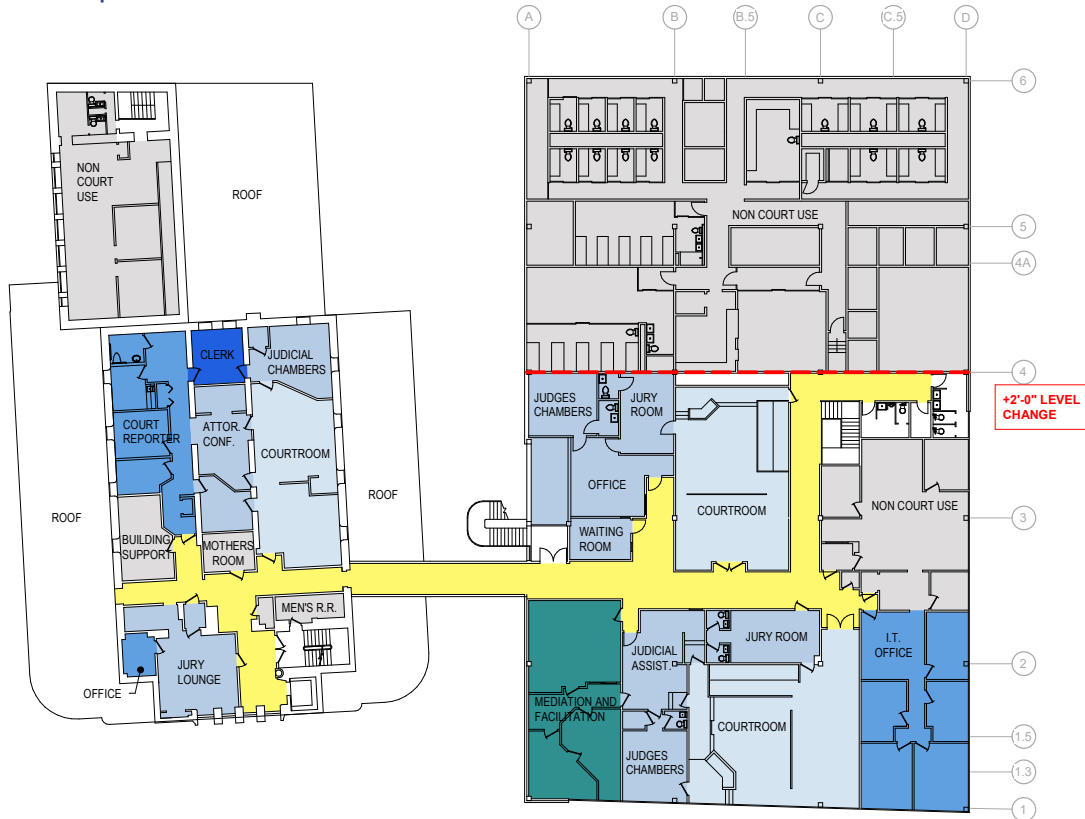 A
B
B.5
C
C.5
D
6
5
4A
4
3
2
1.5
1.3
1
NON
COURT
USE
ROOF
NON COURT USE
+2'-0" LEVEL
CHANGE
CLERK
JUDICIAL
CHAMBERS
COURT
REPORTER
ATTOR.
CONF.
COURTROOM
ROOF
ROOF
BUILDING
SUPPORT
MOTHERS
ROOM
MEN'S R.R.
JURY
LOUNGE
OFFICE
JUDGES
CHAMBERS
JURY
ROOM
OFFICE
WAITING
ROOM
COURTROOM
NON COURT USE
JUDICIAL
ASSIST.
JURY ROOM
I.T.
OFFICE
MEDIATION AND
FACILITATION
COURTROOM
JUDGES
CHAMBERS